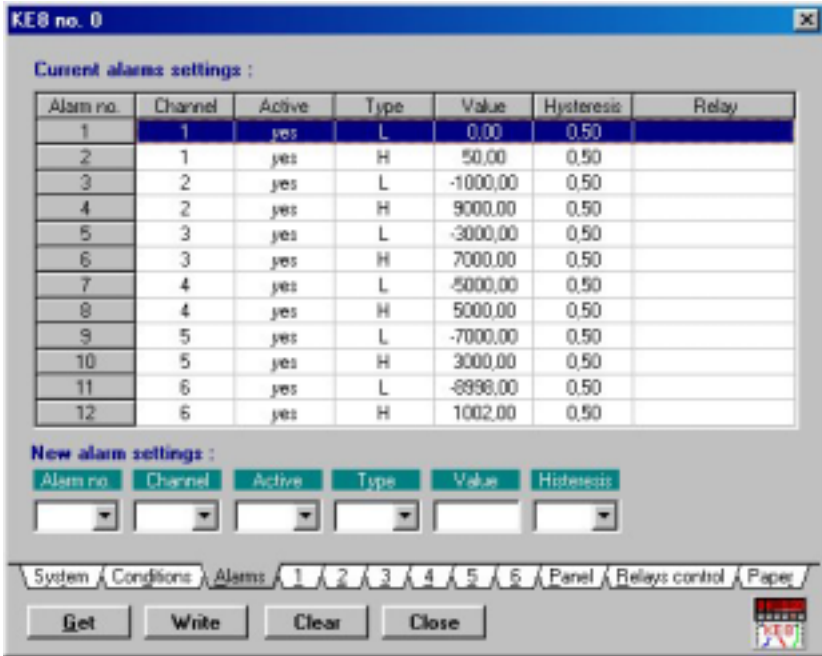 KE8 no. 0
Current alarms settings :
Alarm no. Channel Active Type Value Hysteresis Relay
1 1 yes L 0,00 0,50
2 1 yes H 50,00 0,50
3 2 yes L -1000,00 0,50
4 2 yes H 9000,00 0,50
5 3 yes L -3000,00 0,50
6 3 yes H 7000,00 0,50
7 4 yes L -5000,00 0,50
8 4 yes H 5000,00 0,50
9 5 yes L -7000,00 0,50
10 5 yes H 3000,00 0,50
11 6 yes L -8998,00 0,50
12 6 yes H 1002,00 0,50
New alarm settings :
Alarm no. Channel Active Type Value Histeresis
System Conditions Alarms 1 2 3 4 5 6 Panel Relays control Paper
Get Write Clear Close
KE8